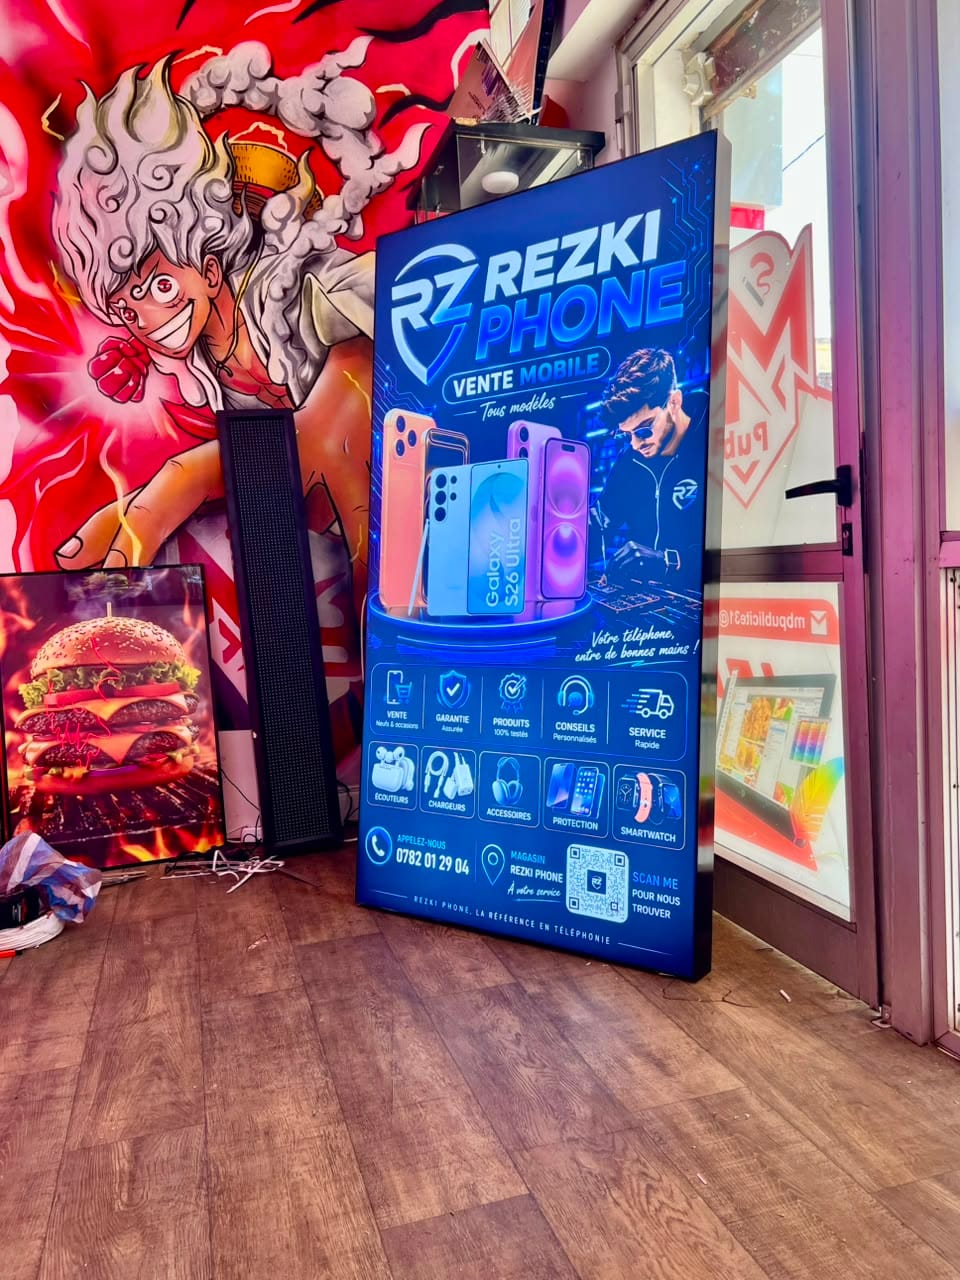 RZ
REZKI
PHONE
VENTE MOBILE
Tous modèles
Galaxy
S26 Ultra
RZ
Votre téléphone,
entre de bonnes mains !
VENTE
Neufs & occasions
GARANTIE
Assurée
PRODUITS
100% testés
CONSEILS
Personnalisés
SERVICE
Rapide
ÉCOUTEURS
CHARGEURS
ACCESSOIRES
PROTECTION
SMARTWATCH
APPELEZ-NOUS
0782 01 29 04
MAGASIN
REZKI PHONE
À votre service
RZ
SCAN ME
POUR NOUS
TROUVER
REZKI PHONE, LA RÉFÉRENCE EN TÉLÉPHONIE
Pub
mbpublicite31@